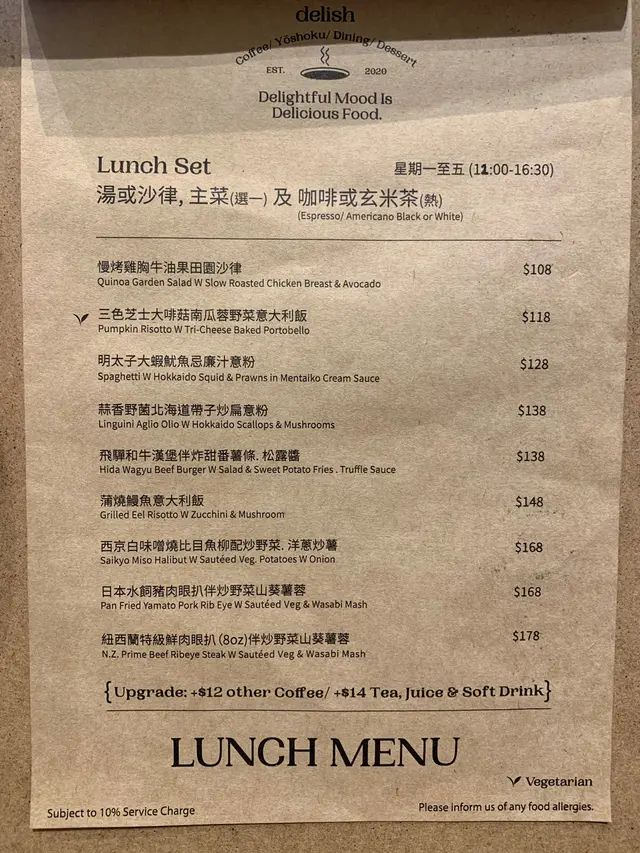 delish
Coffee/ Yōshoku/ Dining/ Dessert
EST. 2020
Delightful Mood Is
Delicious Food.
Lunch Set 星期一至五 (11:00-16:30)
湯或沙律, 主菜(選一) 及 咖啡或玄米茶(熱)
(Espresso/ Americano Black or White)
慢烤雞胸牛油果田園沙律 $108
Quinoa Garden Salad W Slow Roasted Chicken Breast & Avocado
三色芝士大啡菇南瓜蓉野菜意大利飯 $118
Pumpkin Risotto W Tri-Cheese Baked Portobello
明太子大蝦魷魚忌廉汁意粉 $128
Spaghetti W Hokkaido Squid & Prawns in Mentaiko Cream Sauce
蒜香野菌北海道帶子炒扁意粉 $138
Linguini Aglio Olio W Hokkaido Scallops & Mushrooms
飛驒和牛漢堡伴炸甜番薯條. 松露醬 $138
Hida Wagyu Beef Burger W Salad & Sweet Potato Fries . Truffle Sauce
蒲燒鰻魚意大利飯 $148
Grilled Eel Risotto W Zucchini & Mushroom
西京白味噌燒比目魚柳配炒野菜. 洋蔥炒薯 $168
Saikyo Miso Halibut W Sautéed Veg. Potatoes W Onion
日本水飼豬肉眼扒伴炒野菜山葵薯蓉 $168
Pan Fried Yamato Pork Rib Eye W Sautéed Veg & Wasabi Mash
紐西蘭特級鮮肉眼扒 (8oz)伴炒野菜山葵薯蓉 $178
N.Z. Prime Beef Ribeye Steak W Sautéed Veg & Wasabi Mash
{Upgrade: +$12 other Coffee/ +$14 Tea, Juice & Soft Drink}
LUNCH MENU
Vegetarian
Subject to 10% Service Charge Please inform us of any food allergies.